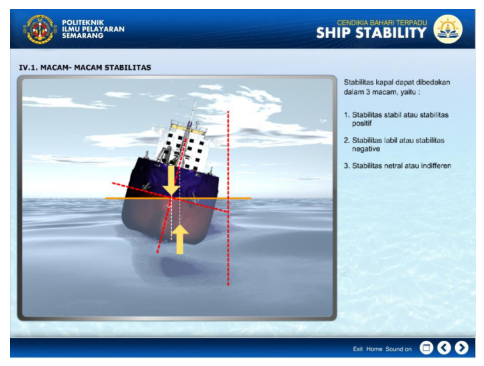 POLITEKNIK
ILMU PELAYARAN
SEMARANG
CENDIKIA BAHARI TERPADU
SHIP STABILITY
IV.1. MACAM- MACAM STABILITAS
Stabilitas kapal dapat dibedakan
dalam 3 macam, yaitu :
1. Stabilitas stabil atau stabilitas
positif
2. Stabilitas labil atau stabilitas
negative
3. Stabilitas netral atau indifferen
Exit Home Sound on